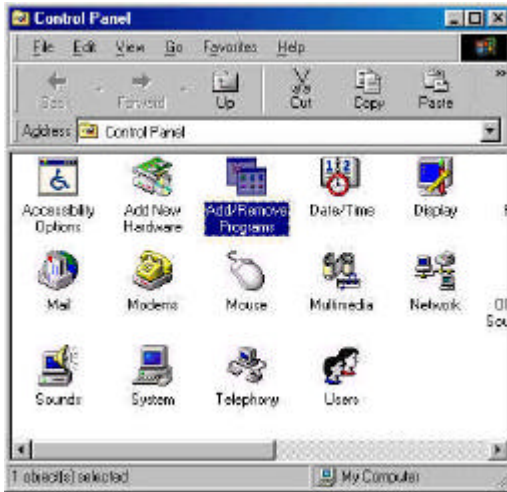 Control Panel
File Edit View Go Favorites Help
Back Forward Up Cut Copy Paste »
Address Control Panel
Accessibility Options
Add New Hardware
Add/Remove Programs
Date/Time
Display
Mail
Modems
Mouse
Multimedia
Network
Sounds
System
Telephony
Users
1 object(s) selected
My Computer